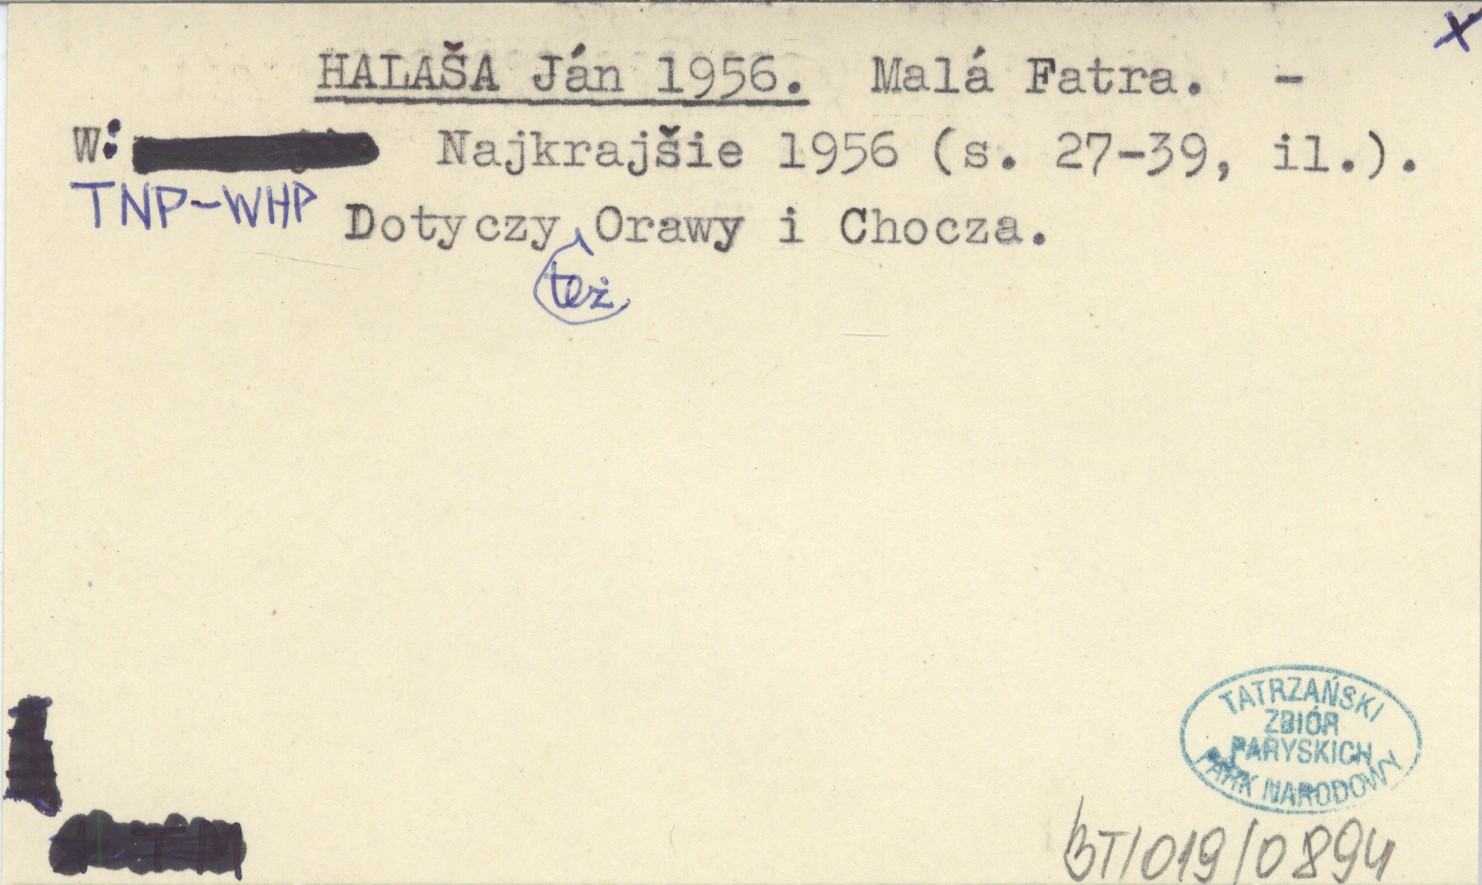 x
HALAŠA Ján 1956. Malá Fatra. -
W: Najkrajšie 1956 (s. 27-39, il.).
TNP-WHP
Dotyczy też Orawy i Chocza.
TATRZAŃSKI
ZBIÓR
PARYSKICH
PARK NARODOWY
BT/019/0894